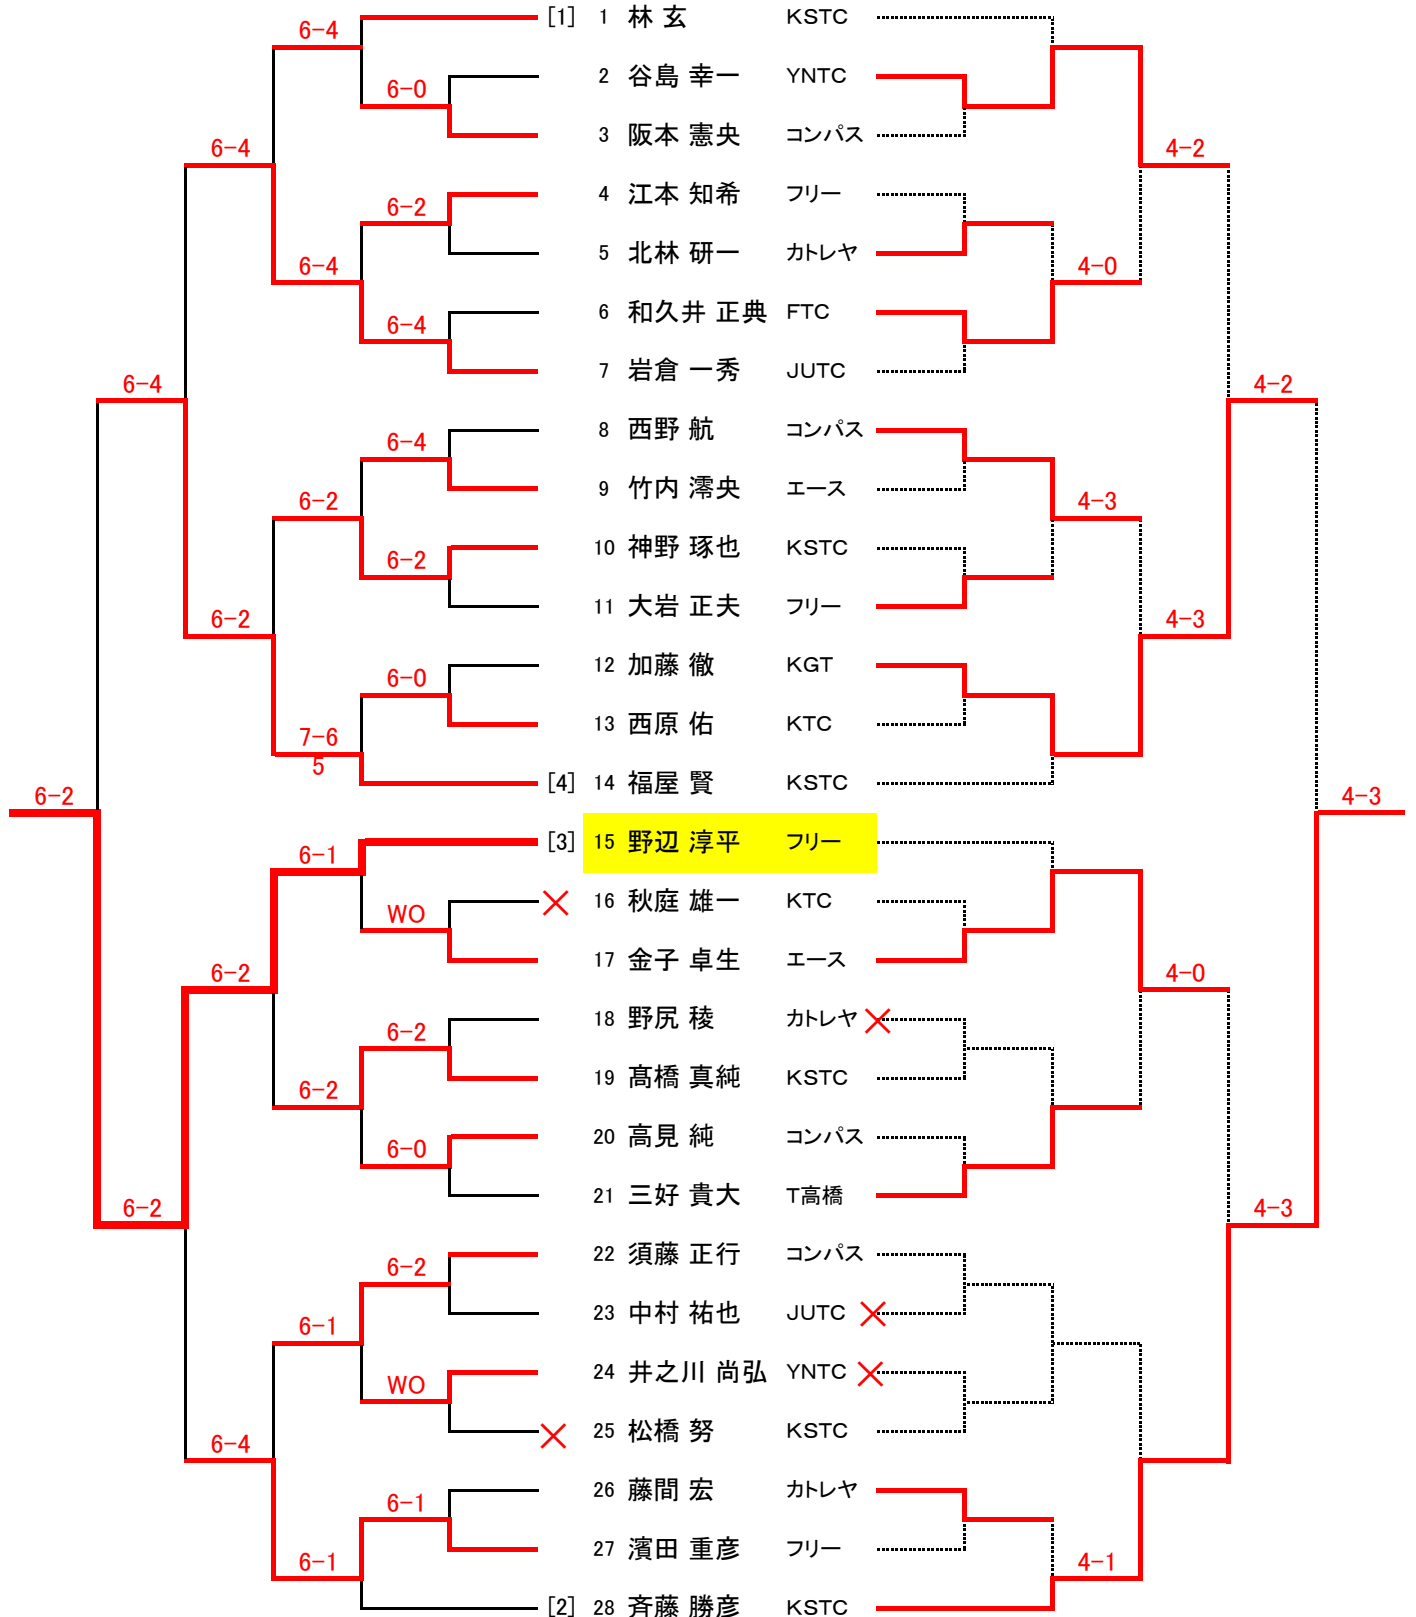 [1] 1 林 玄 KSTC
6-4
2 谷島 幸一 YNTC
6-0
3 阪本 憲央 コンパス
6-4 4-2
4 江本 知希 フリー
6-2
5 北林 研一 カトレヤ
6-4 4-0
6 和久井 正典 FTC
6-4
7 岩倉 一秀 JUTC
6-4 4-2
8 西野 航 コンパス
6-4
9 竹内 澪央 エース
6-2 4-3
10 神野 琢也 KSTC
6-2
11 大岩 正夫 フリー
6-2 4-3
12 加藤 徹 KGT
6-0
13 西原 佑 KTC
7-6
5
[4] 14 福屋 賢 KSTC
6-2 4-3
[3] 15 野辺 淳平 フリー
6-1
16 秋庭 雄一 KTC
WO
17 金子 卓生 エース
6-2 4-0
18 野尻 稜 カトレヤ
6-2
19 髙橋 真純 KSTC
6-2
20 高見 純 コンパス
6-0
21 三好 貴大 T高橋
6-2 4-3
22 須藤 正行 コンパス
6-2
23 中村 祐也 JUTC
6-1
24 井之川 尚弘 YNTC
WO
25 松橋 努 KSTC
6-4
26 藤間 宏 カトレヤ
6-1
27 濱田 重彦 フリー
6-1 4-1
[2] 28 斉藤 勝彦 KSTC